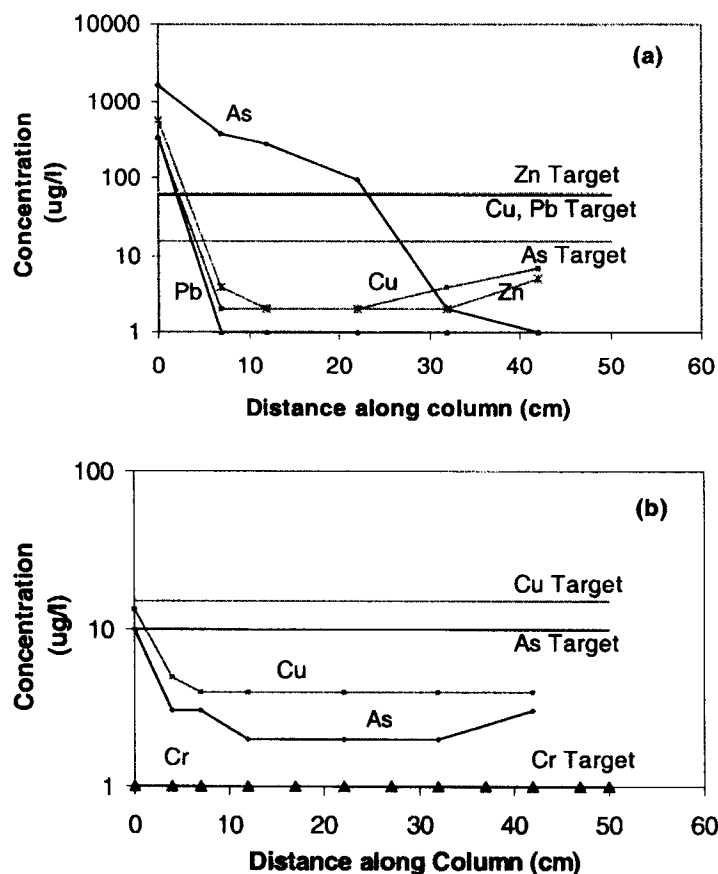 10000
1000
100
10
1
Concentration
(ug/l)
(a)
As
Zn Target
Cu, Pb Target
As Target
Pb
Cu
Zn
0 10 20 30 40 50 60
Distance along column (cm)
100
10
1
Concentration
(ug/l)
(b)
Cu Target
As Target
Cu
As
Cr
Cr Target
0 10 20 30 40 50 60
Distance along Column (cm)